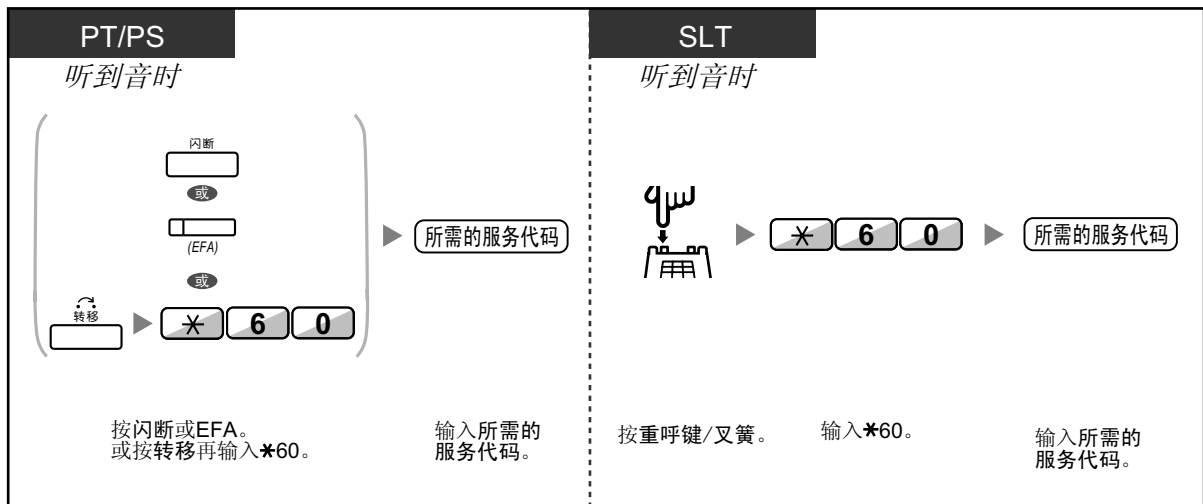 PT/PS
听到音时
闪断
或
(EFA)
或
转移
* 6 0
所需的服务代码
按闪断或EFA。
或按转移再输入*60。
输入所需的
服务代码。
SLT
听到音时
* 6 0
所需的服务代码
按重呼键/叉簧。
输入*60。
输入所需的
服务代码。